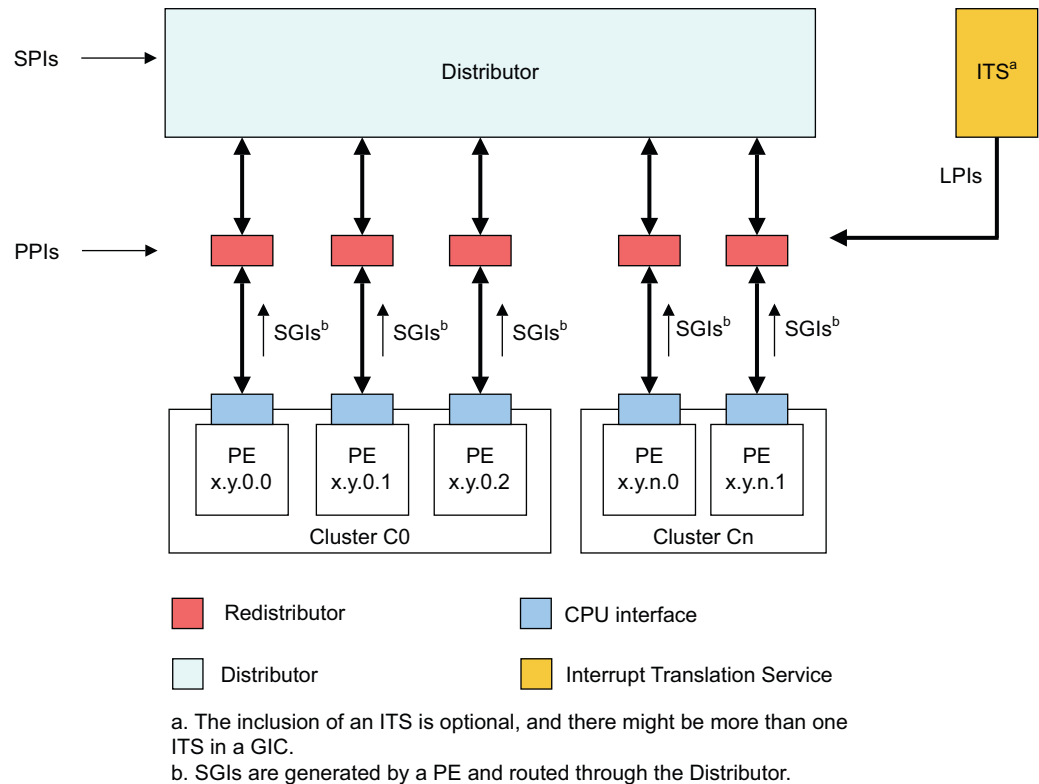 SPIs
Distributor
ITSᵃ
LPIs
PPIs
SGIsᵇ
SGIsᵇ
SGIsᵇ
SGIsᵇ
SGIsᵇ
PE
x.y.0.0
PE
x.y.0.1
PE
x.y.0.2
PE
x.y.n.0
PE
x.y.n.1
Cluster C0
Cluster Cn
Redistributor
CPU interface
Distributor
Interrupt Translation Service
a. The inclusion of an ITS is optional, and there might be more than one
ITS in a GIC.
b. SGIs are generated by a PE and routed through the Distributor.